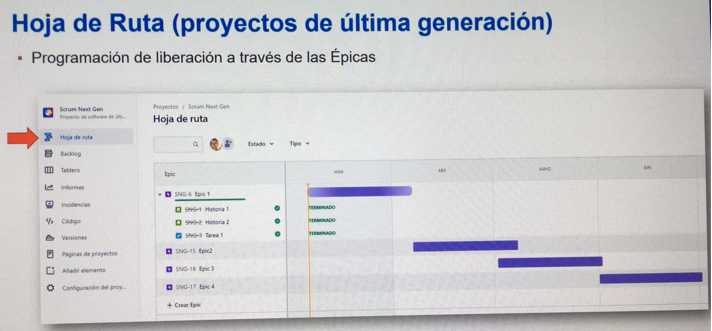 Hoja de Ruta (proyectos de última generación)
▪ Programación de liberación a través de las Épicas
Scrum Next Gen
Proyecto de software de últi...
Hoja de ruta
Backlog
Tablero
Informes
Incidencias
Código
Versiones
Páginas de proyectos
Añadir elemento
Configuración del proy...
Proyectos / Scrum Next Gen
Hoja de ruta
Estado
Tipo
Epic
MAR
ABR
MAYO
JUN
SNG-6 Epic 1
SNG-1 Historia 1
TERMINADO
SNG-2 Historia 2
TERMINADO
SNG-3 Tarea 1
TERMINADO
SNG-15 Epic2
SNG-16 Epic 3
SNG-17 Epic 4
+ Crear Epic